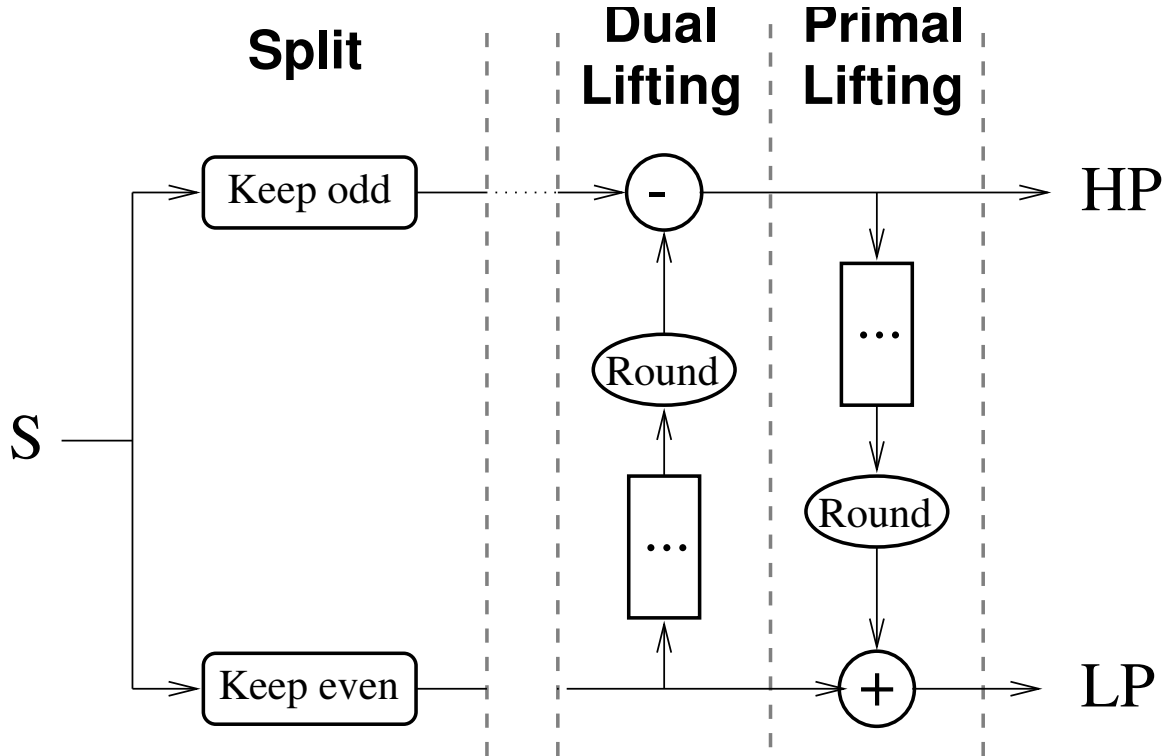 Split
Dual
Lifting
Primal
Lifting
Keep odd
-
HP
...
Round
S
...
Round
Keep even
+
LP